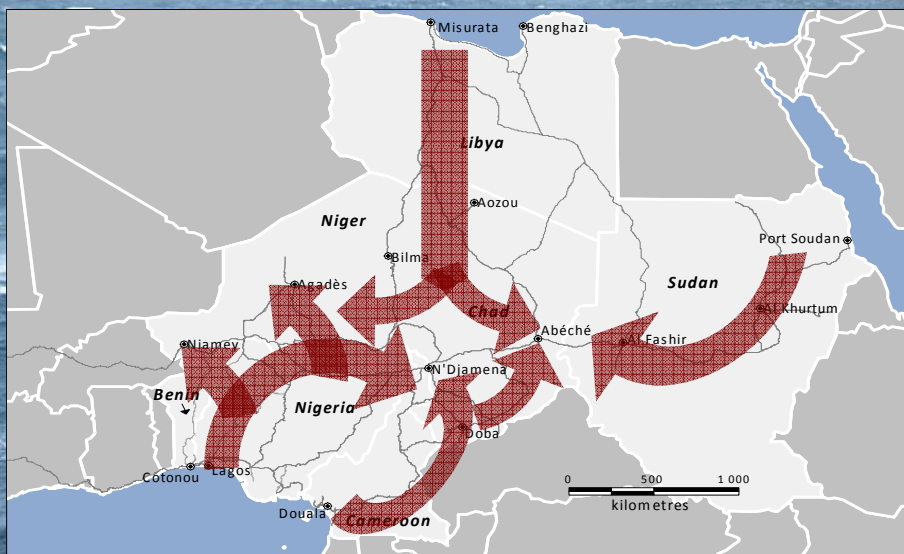 Misurata
Benghazi
Libya
Aozou
Niger
Port Soudan
Bilma
Sudan
Agadès
Chad
Al Khurtum
Abéché
Al Fashir
Niamey
N'Djamena
Benin
Nigeria
Doba
Lagos
Cotonou
0 500 1 000
kilometres
Douala
Cameroon